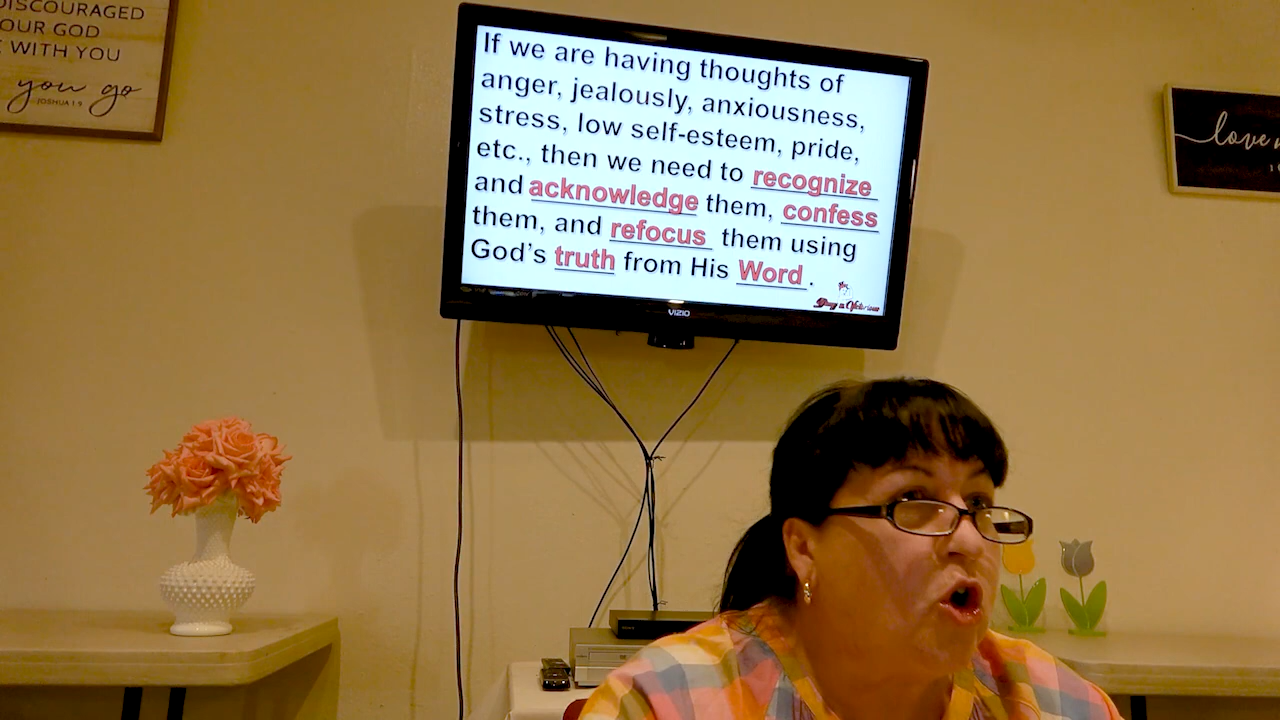 DISCOURAGED
OUR GOD
WITH YOU
you go
JOSHUA 1:9
If we are having thoughts of
anger, jealously, anxiousness,
stress, low self-esteem, pride,
etc., then we need to recognize
and acknowledge them, confess
them, and refocus them using
God's truth from His Word.
VIZIO
love